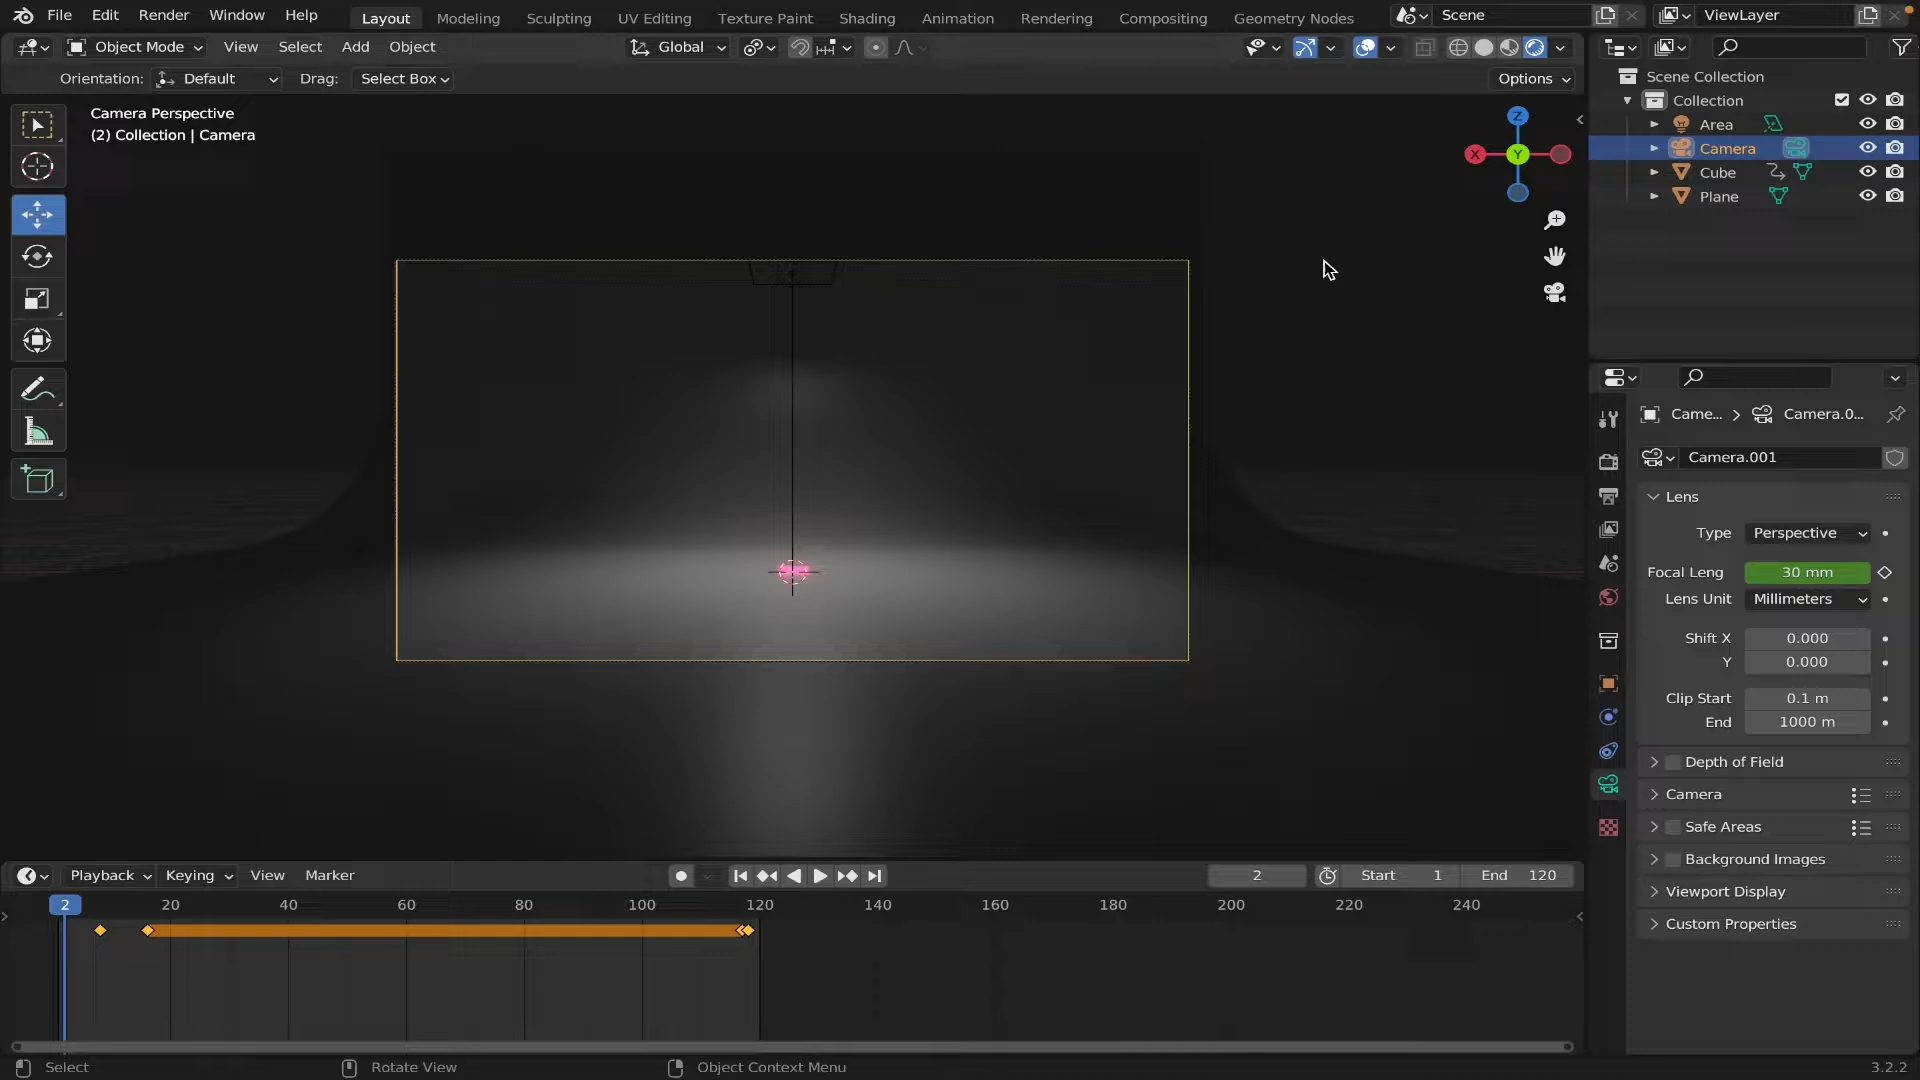 File Edit Render Window Help Layout Modeling Sculpting UV Editing Texture Paint Shading Animation Rendering Compositing Geometry Nodes Scene ViewLayer
Object Mode View Select Add Object Global
Orientation: Default Drag: Select Box Options
Camera Perspective
(2) Collection | Camera
Z
X
Y
Scene Collection
Collection
Area
Camera
Cube
Plane
Came... Camera.0...
Camera.001
Lens
Type Perspective
Focal Leng 30 mm
Lens Unit Millimeters
Shift X 0.000
Y 0.000
Clip Start 0.1 m
End 1000 m
Depth of Field
Camera
Safe Areas
Background Images
Viewport Display
Custom Properties
Playback Keying View Marker 2 Start 1 End 120
2 20 40 60 80 100 120 140 160 180 200 220 240
Select Rotate View Object Context Menu 3.2.2